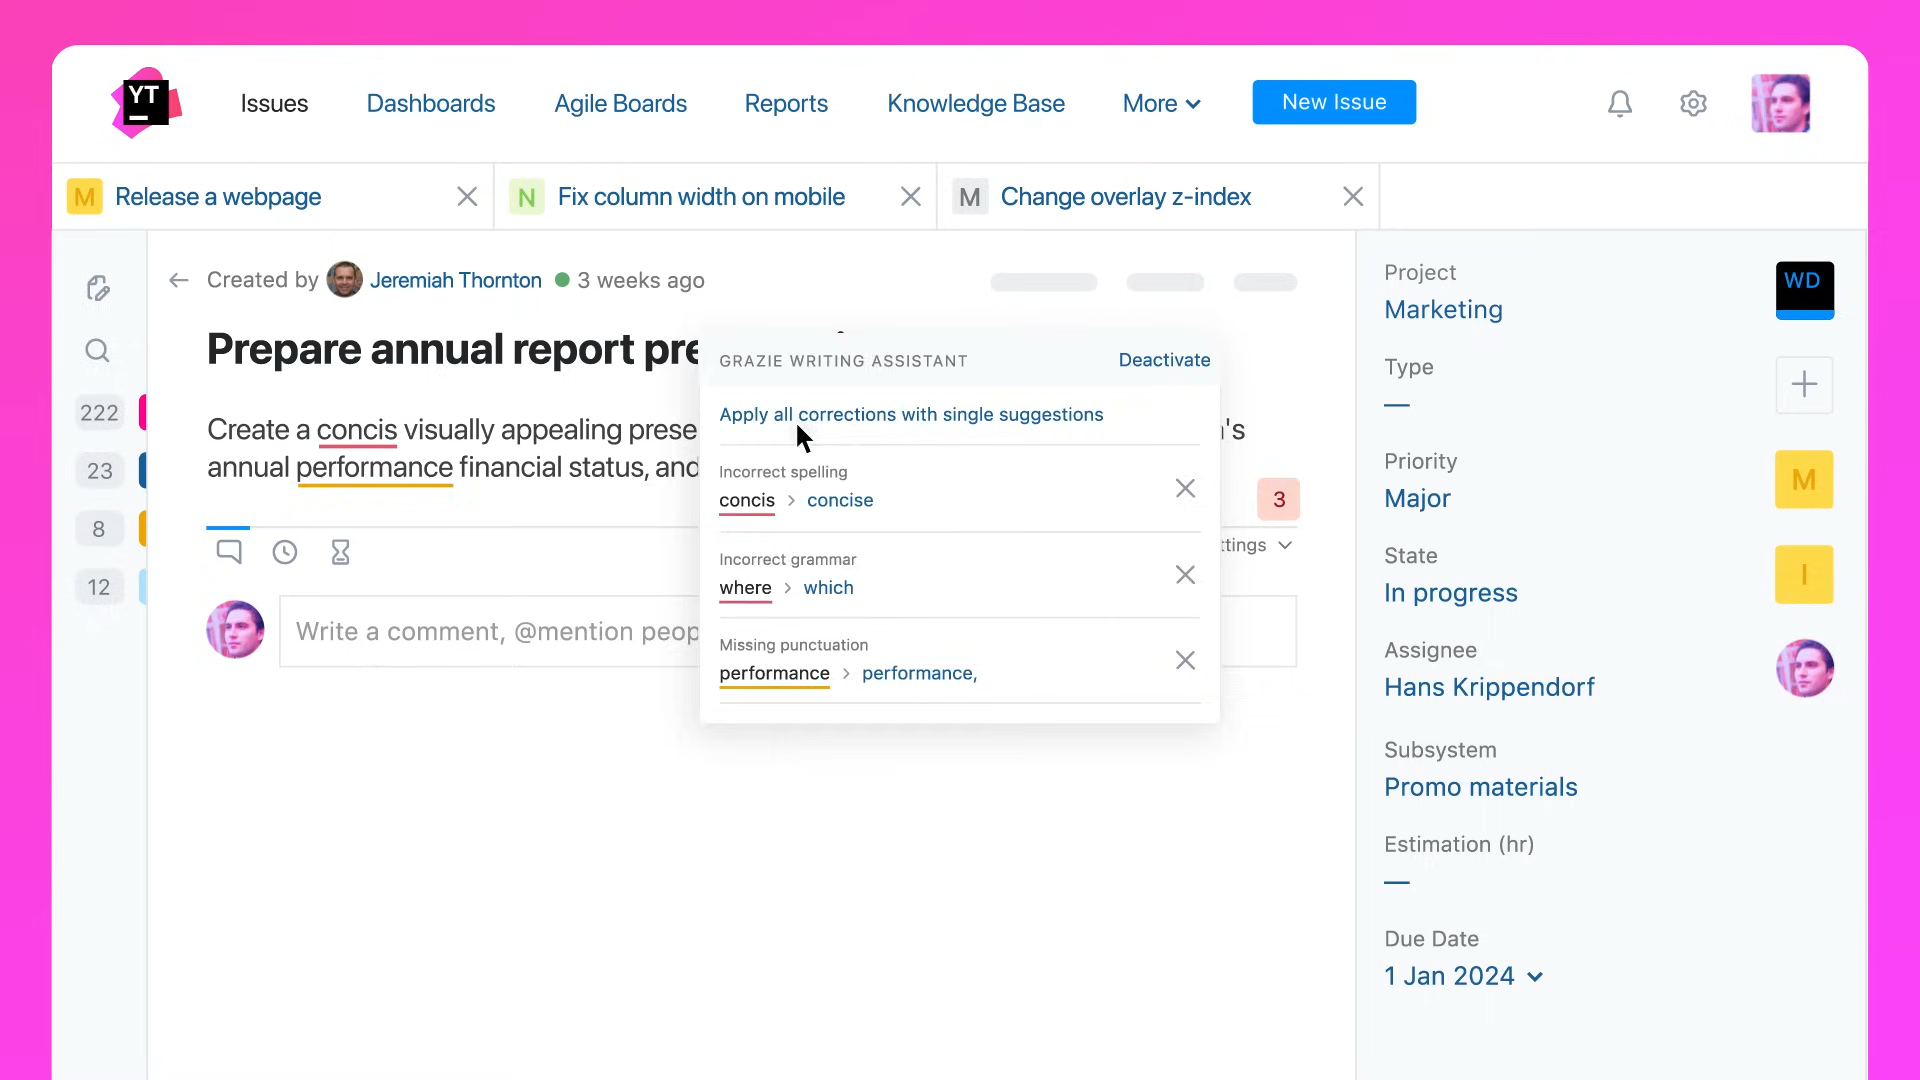 YT
Issues
Dashboards
Agile Boards
Reports
Knowledge Base
More
New Issue
M Release a webpage
N Fix column width on mobile
M Change overlay z-index
Created by Jeremiah Thornton 3 weeks ago
Prepare annual report pre
Create a concis visually appealing prese
's
annual performance financial status, and
222
23
8
12
GRAZIE WRITING ASSISTANT
Deactivate
Apply all corrections with single suggestions
Incorrect spelling
concis > concise
Incorrect grammar
where > which
Missing punctuation
performance > performance,
3
ttings
Write a comment, @mention peop
Project
Marketing
WD
Type
—
Priority
Major
M
State
In progress
I
Assignee
Hans Krippendorf
Subsystem
Promo materials
Estimation (hr)
—
Due Date
1 Jan 2024